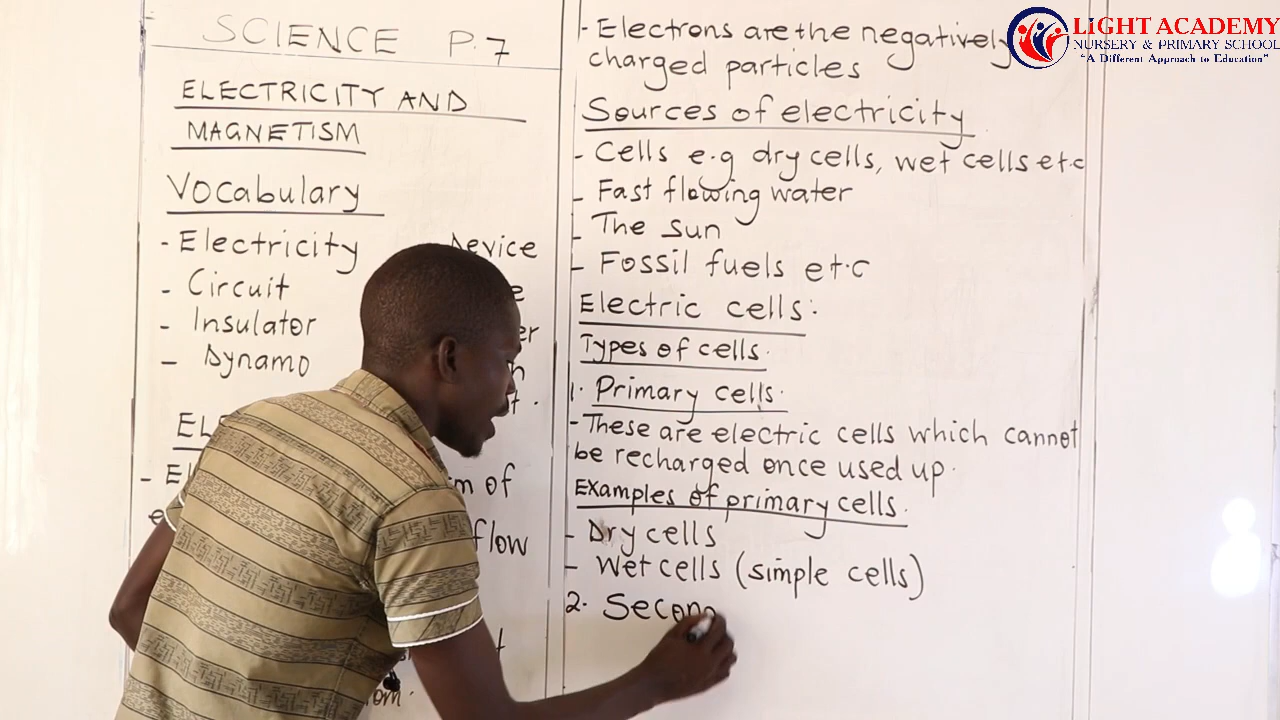 SCIENCE P.7
ELECTRICITY AND
MAGNETISM
Vocabulary
- Electricity Device
- Circuit
- Insulator
- Dynamo
of
flow
- Electrons are the negatively
charged particles
Sources of electricity
- Cells e.g dry cells, wet cells etc
- Fast flowing water
- The sun
- Fossil fuels etc
Electric cells:
Types of cells.
1. Primary cells.
- These are electric cells which cannot
be recharged once used up.
Examples of primary cells.
- Dry cells
- Wet cells (simple cells)
2. Secon
LIGHT ACADEMY
NURSERY & PRIMARY SCHOOL
"A Different Approach to Education"